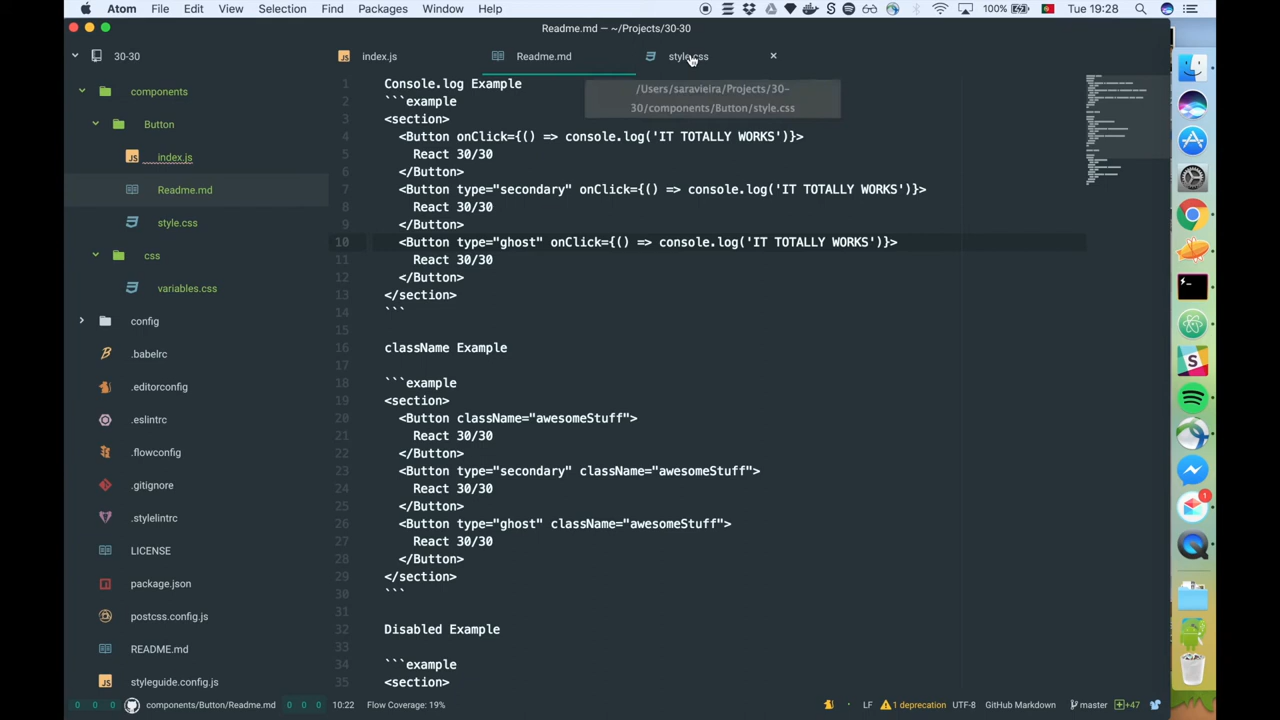 Atom File Edit View Selection Find Packages Window Help 100% Tue 19:28
Readme.md — ~/Projects/30-30
30-30
index.js
Readme.md
style.css
/Users/saravieira/Projects/30-
30/components/Button/style.css
components
Button
index.js
Readme.md
style.css
css
variables.css
config
.babelrc
.editorconfig
.eslintrc
.flowconfig
.gitignore
.stylelintrc
LICENSE
package.json
postcss.config.js
README.md
styleguide.config.js
1 Console.log Example
2 ```example
3 <section>
4 <Button onClick={() => console.log('IT TOTALLY WORKS')}>
5 React 30/30
6 </Button>
7 <Button type="secondary" onClick={() => console.log('IT TOTALLY WORKS')}>
8 React 30/30
9 </Button>
10 <Button type="ghost" onClick={() => console.log('IT TOTALLY WORKS')}>
11 React 30/30
12 </Button>
13 </section>
14 ```
15
16 className Example
17
18 ```example
19 <section>
20 <Button className="awesomeStuff">
21 React 30/30
22 </Button>
23 <Button type="secondary" className="awesomeStuff">
24 React 30/30
25 </Button>
26 <Button type="ghost" className="awesomeStuff">
27 React 30/30
28 </Button>
29 </section>
30 ```
31
32 Disabled Example
33
34 ```example
35 <section>
0 0 0 components/Button/Readme.md 0 0 0 10:22 Flow Coverage: 19% LF 1 deprecation UTF-8 GitHub Markdown master +47
1